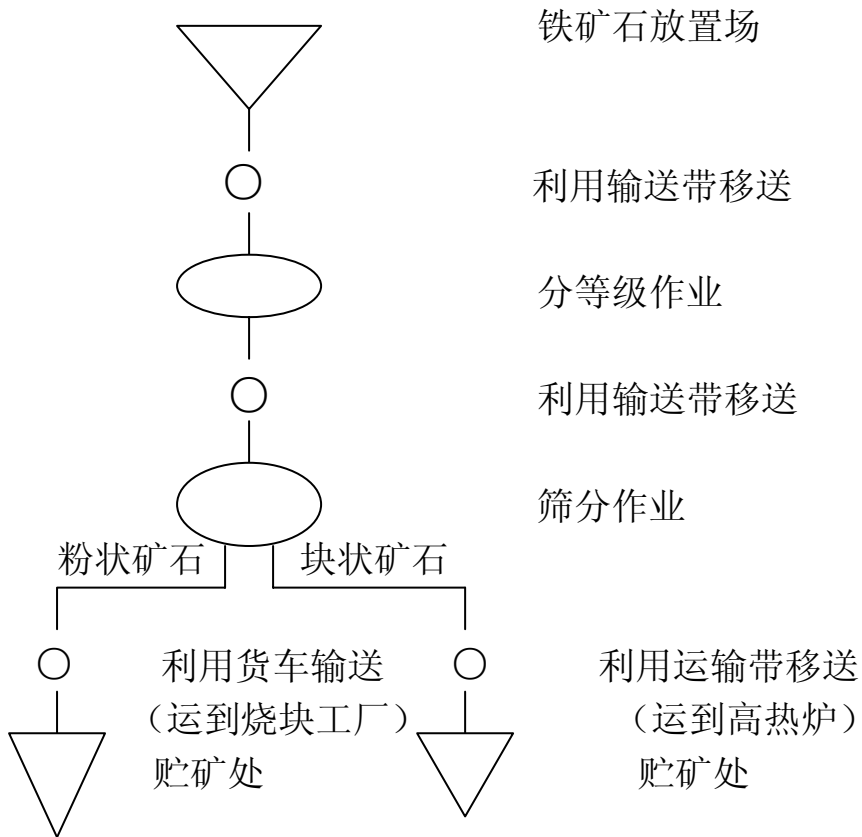 铁矿石放置场
利用输送带移送
分等级作业
利用输送带移送
筛分作业
粉状矿石
块状矿石
利用货车输送
（运到烧块工厂）
贮矿处
利用运输带移送
（运到高热炉）
贮矿处